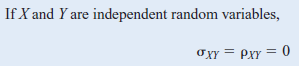 If X and Y are independent random variables,
σXY = ρXY = 0